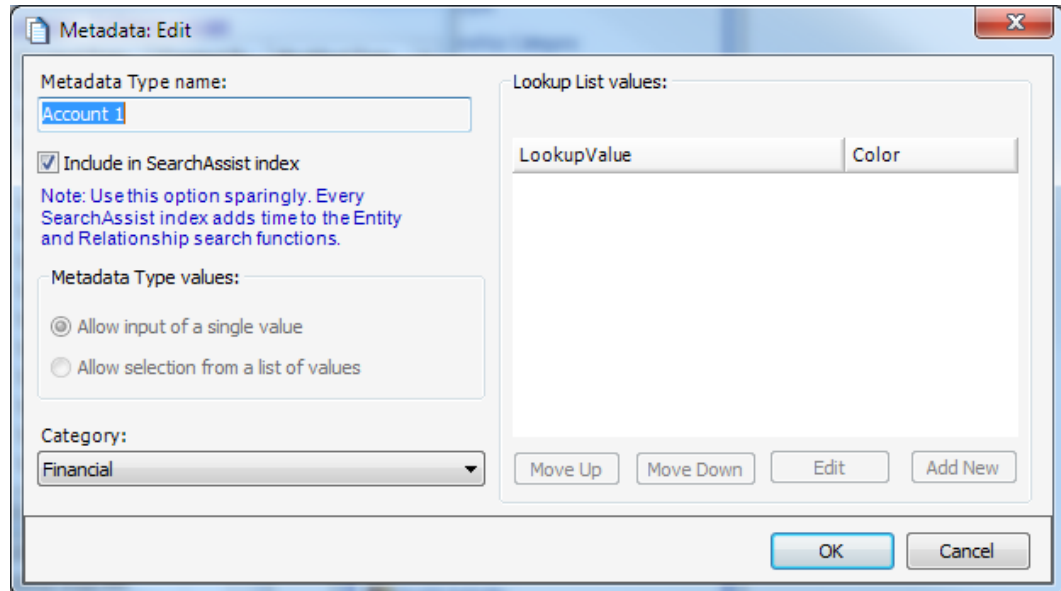 Metadata: Edit
Metadata Type name:
Account 1
Include in SearchAssist index
Note: Use this option sparingly. Every
SearchAssist index adds time to the Entity
and Relationship search functions.
Metadata Type values:
Allow input of a single value
Allow selection from a list of values
Category:
Financial
Lookup List values:
LookupValue Color
Move Up Move Down Edit Add New
OK Cancel